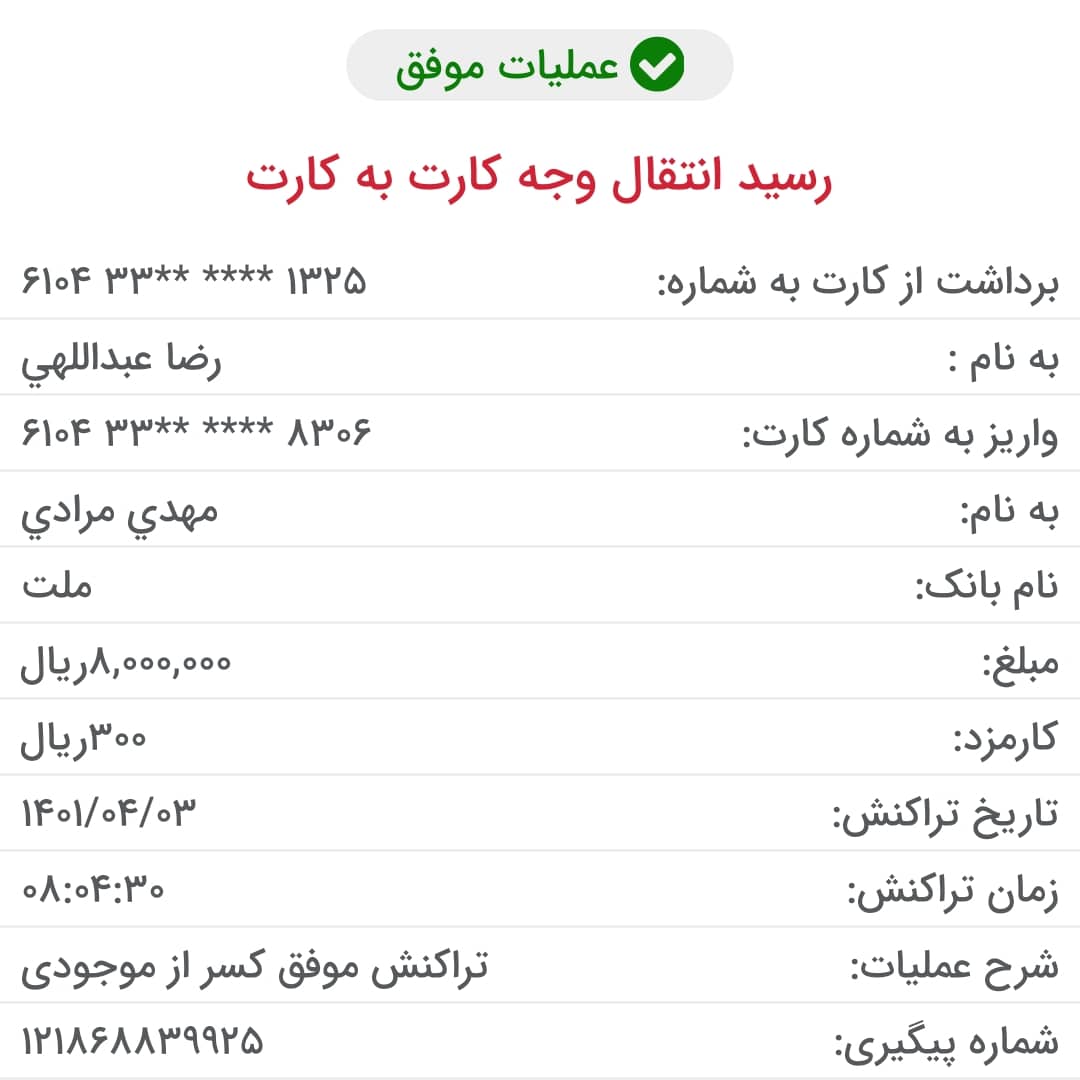 عملیات موفق
رسید انتقال وجه کارت به کارت
برداشت از کارت به شماره: ۶۱۰۴ ۳۳** **** ۱۳۲۵
به نام : رضا عبداللهي
واریز به شماره کارت: ۶۱۰۴ ۳۳** **** ۸۳۰۶
به نام: مهدي مرادي
نام بانک: ملت
مبلغ: ۸,۰۰۰,۰۰۰ریال
کارمزد: ۳۰۰ریال
تاریخ تراکنش: ۱۴۰۱/۰۴/۰۳
زمان تراکنش: ۰۸:۰۴:۳۰
شرح عملیات: تراکنش موفق کسر از موجودی
شماره پیگیری: ۱۲۱۸۶۸۸۳۹۹۲۵